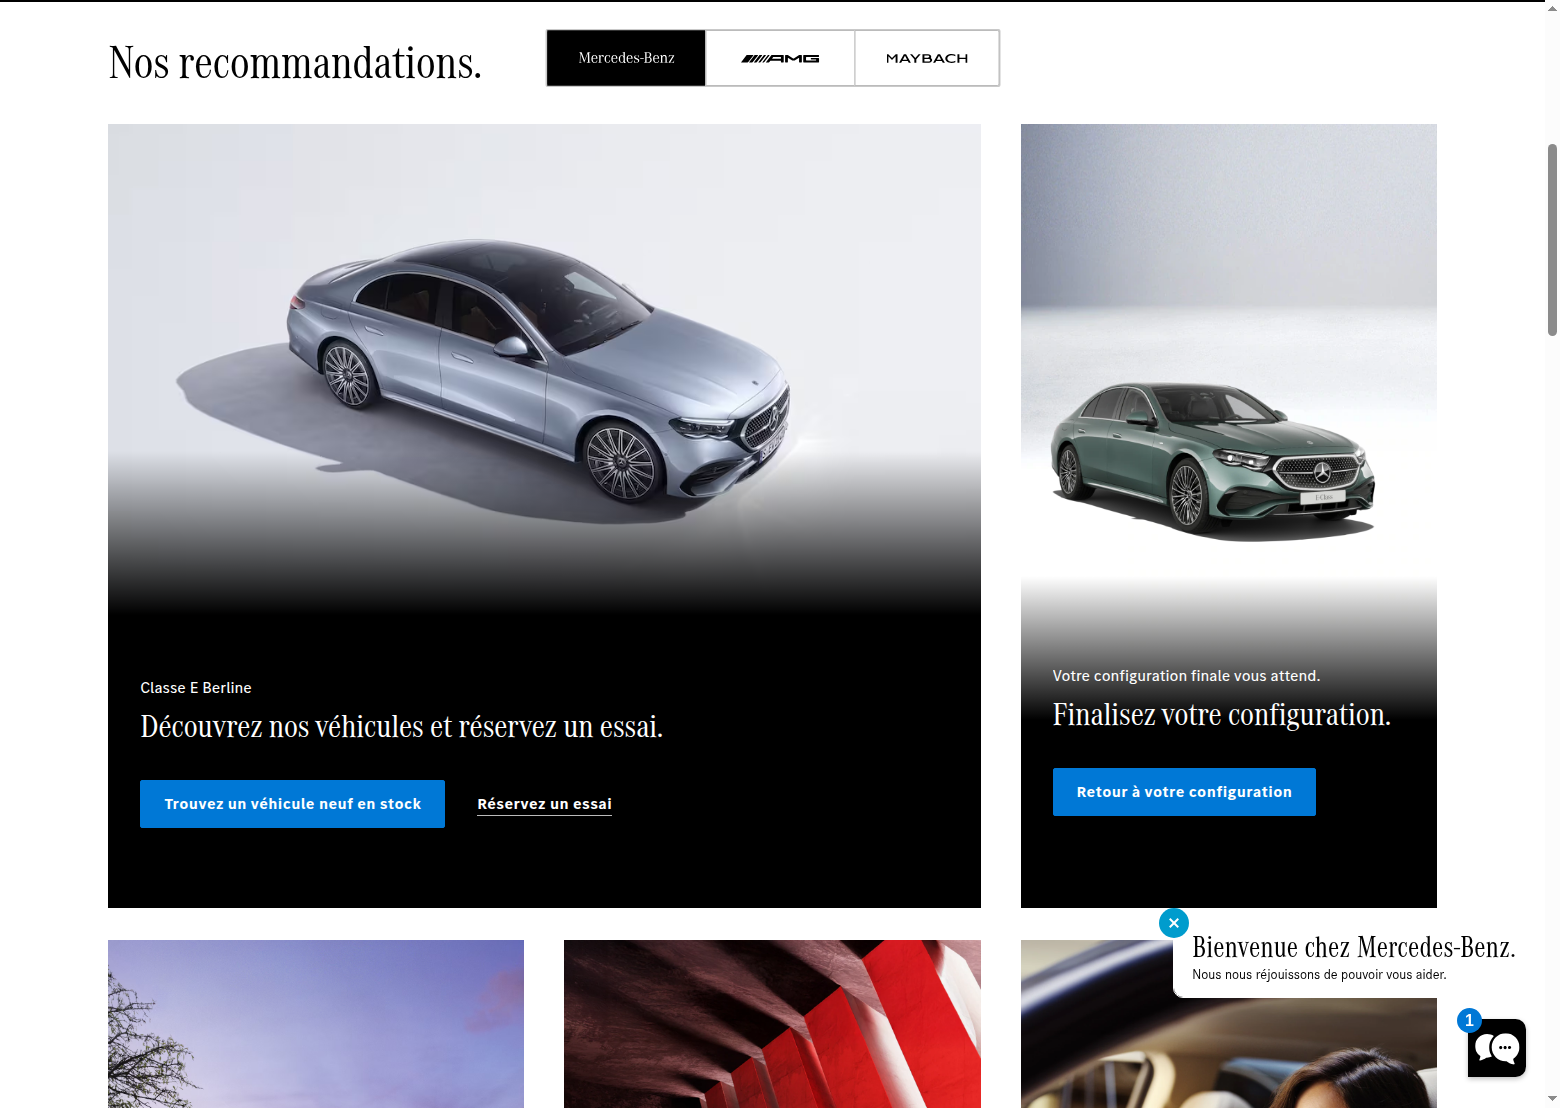 Nos recommandations.
Mercedes-Benz
AMG
MAYBACH
Classe E Berline
Découvrez nos véhicules et réservez un essai.
Trouvez un véhicule neuf en stock
Réservez un essai
E-Class
Votre configuration finale vous attend.
Finalisez votre configuration.
Retour à votre configuration
Bienvenue chez Mercedes-Benz.
Nous nous réjouissons de pouvoir vous aider.
1